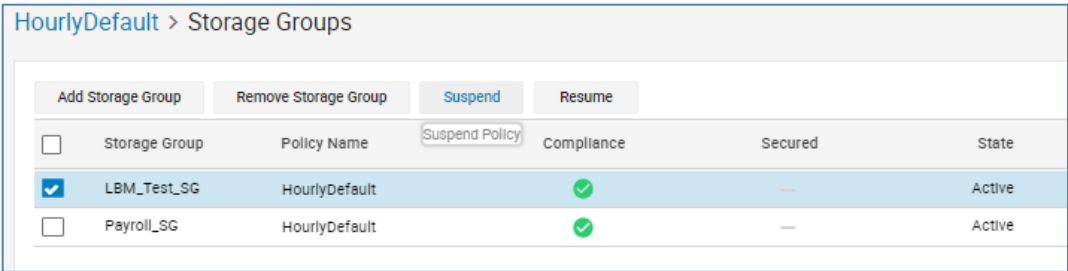 HourlyDefault > Storage Groups
Add Storage Group Remove Storage Group Suspend Resume
Suspend Policy
Storage Group Policy Name Compliance Secured State
LBM_Test_SG HourlyDefault Active
Payroll_SG HourlyDefault Active